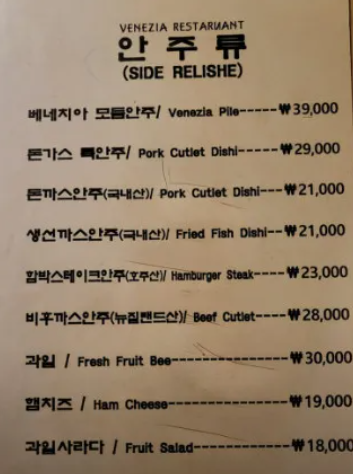 VENEZIA RESTARUANT
안 주 류
(SIDE RELISHE)
베네치아 모듬안주/ Venezia Pile-----₩39,000
돈가스 특안주/ Pork Cutlet Dishi-----₩29,000
돈까스안주(국내산)/ Pork Cutlet Dishi---₩21,000
생선까스안주(국내산)/ Fried Fish Dishi--₩21,000
함박스테이크안주(호주산)/ Hamburger Steak----₩23,000
비후까스안주(뉴질랜드산)/ Beef Cutlet----₩28,000
과일 / Fresh Fruit Bee---------------₩30,000
햄치즈 / Ham Cheese---------------₩19,000
과일사라다 / Fruit Salad------------₩18,000